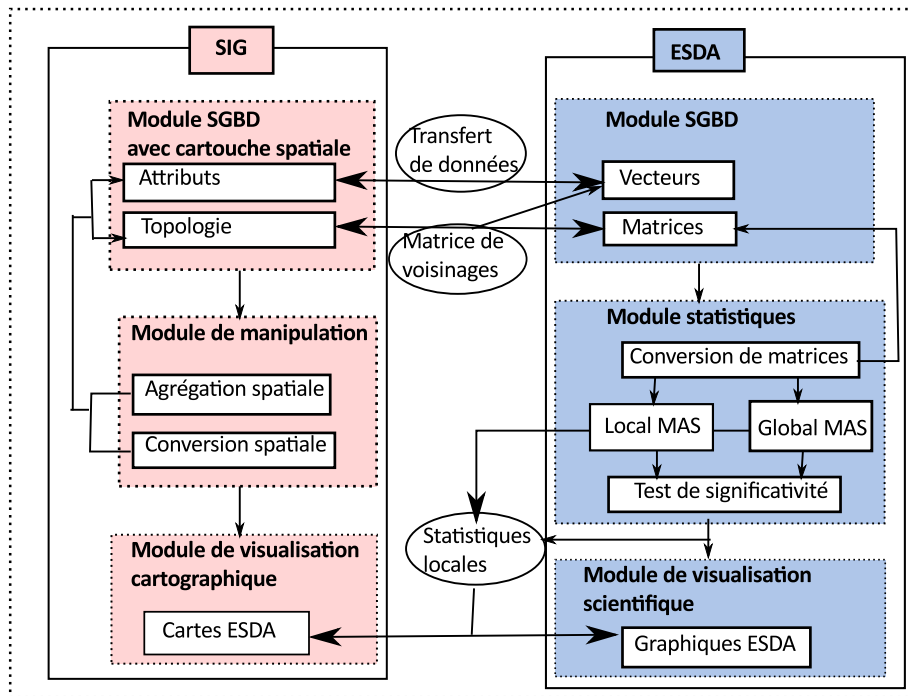 SIG
Module SGBD
avec cartouche spatiale
Attributs
Topologie
Module de manipulation
Agrégation spatiale
Conversion spatiale
Module de visualisation
cartographique
Cartes ESDA
Transfert
de données
Matrice de
voisinages
Statistiques
locales
ESDA
Module SGBD
Vecteurs
Matrices
Module statistiques
Conversion de matrices
Local MAS
Global MAS
Test de significativité
Module de visualisation
scientifique
Graphiques ESDA